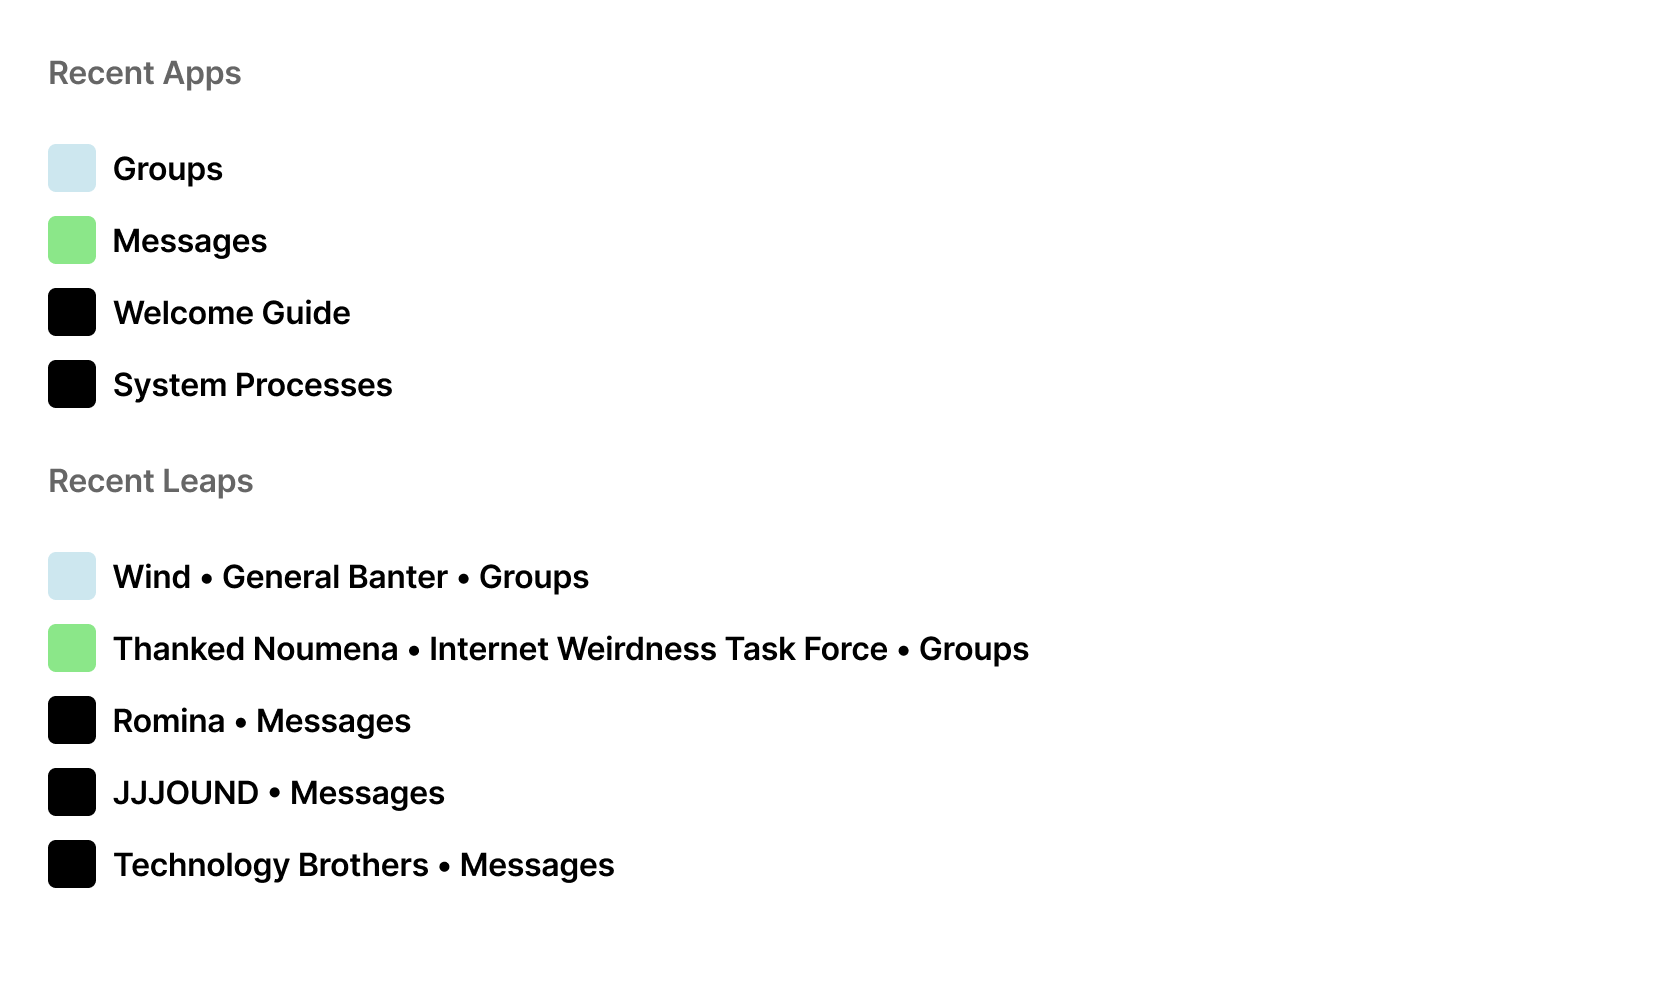 Recent Apps
Groups
Messages
Welcome Guide
System Processes
Recent Leaps
Wind • General Banter • Groups
Thanked Noumena • Internet Weirdness Task Force • Groups
Romina • Messages
JJJOUND • Messages
Technology Brothers • Messages